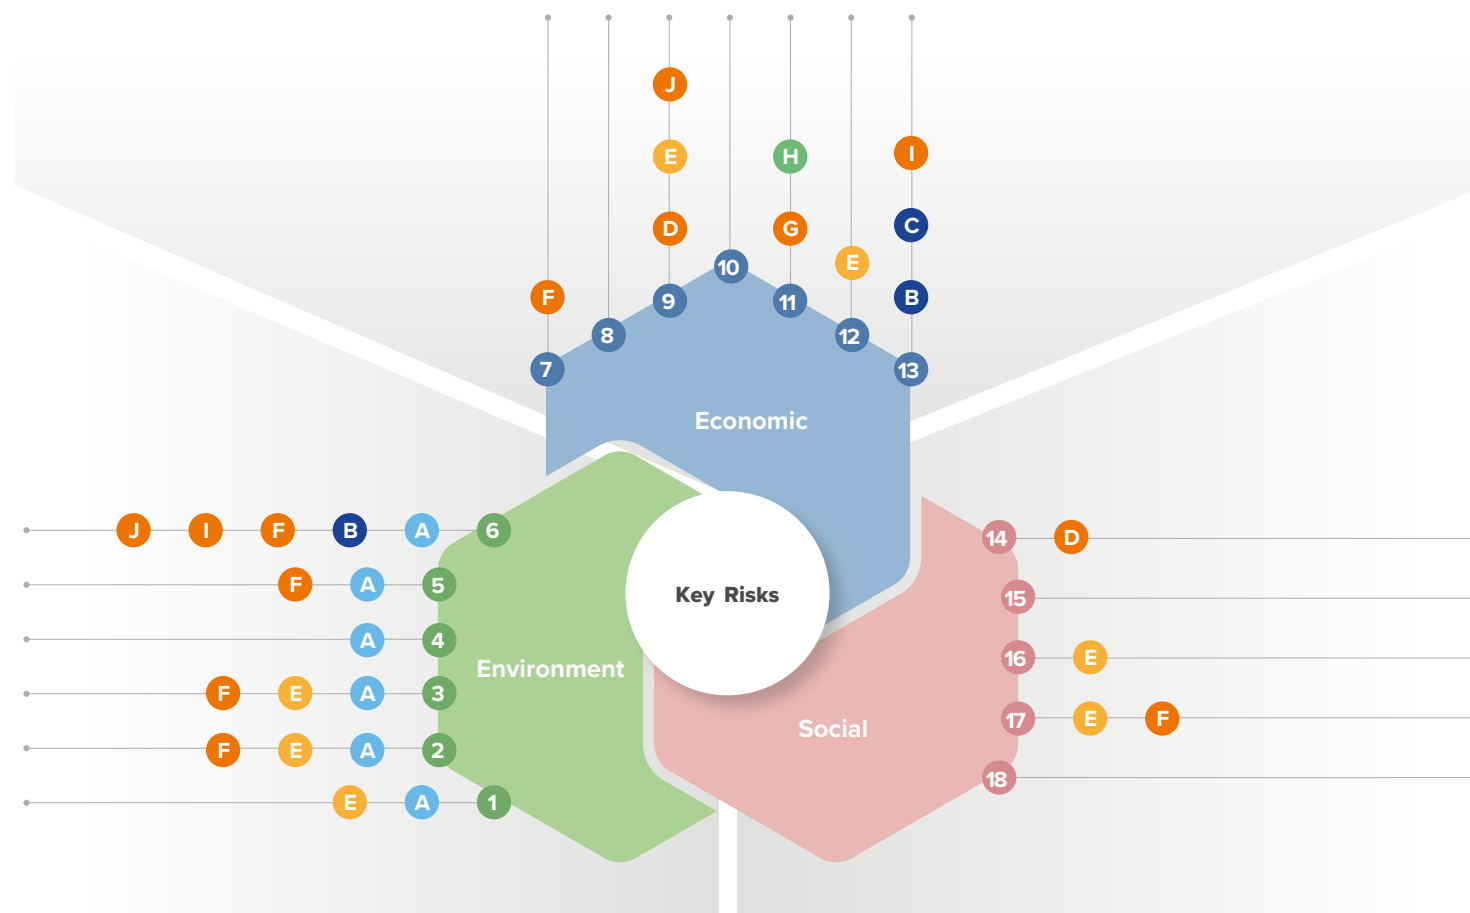 J
E
H
I
D
G
C
10
E
F
9
11
B
8
12
7
13
Economic
J I F B A 6
14 D
F A 5
15
Key Risks
A 4
16 E
Environment
F E A 3
17 E F
Social
F E A 2
18
E A 1